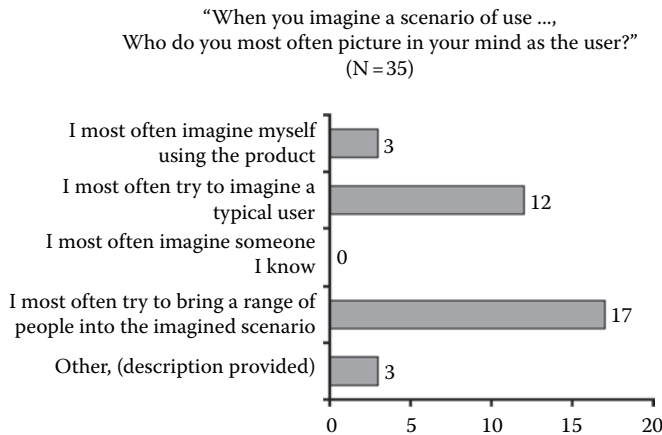 “When you imagine a scenario of use ...,
Who do you most often picture in your mind as the user?”
(N = 35)
I most often imagine myself
using the product
3
I most often try to imagine a
typical user
12
I most often imagine someone
I know
0
I most often try to bring a range of
people into the imagined scenario
17
Other, (description provided)
3
0 5 10 15 20